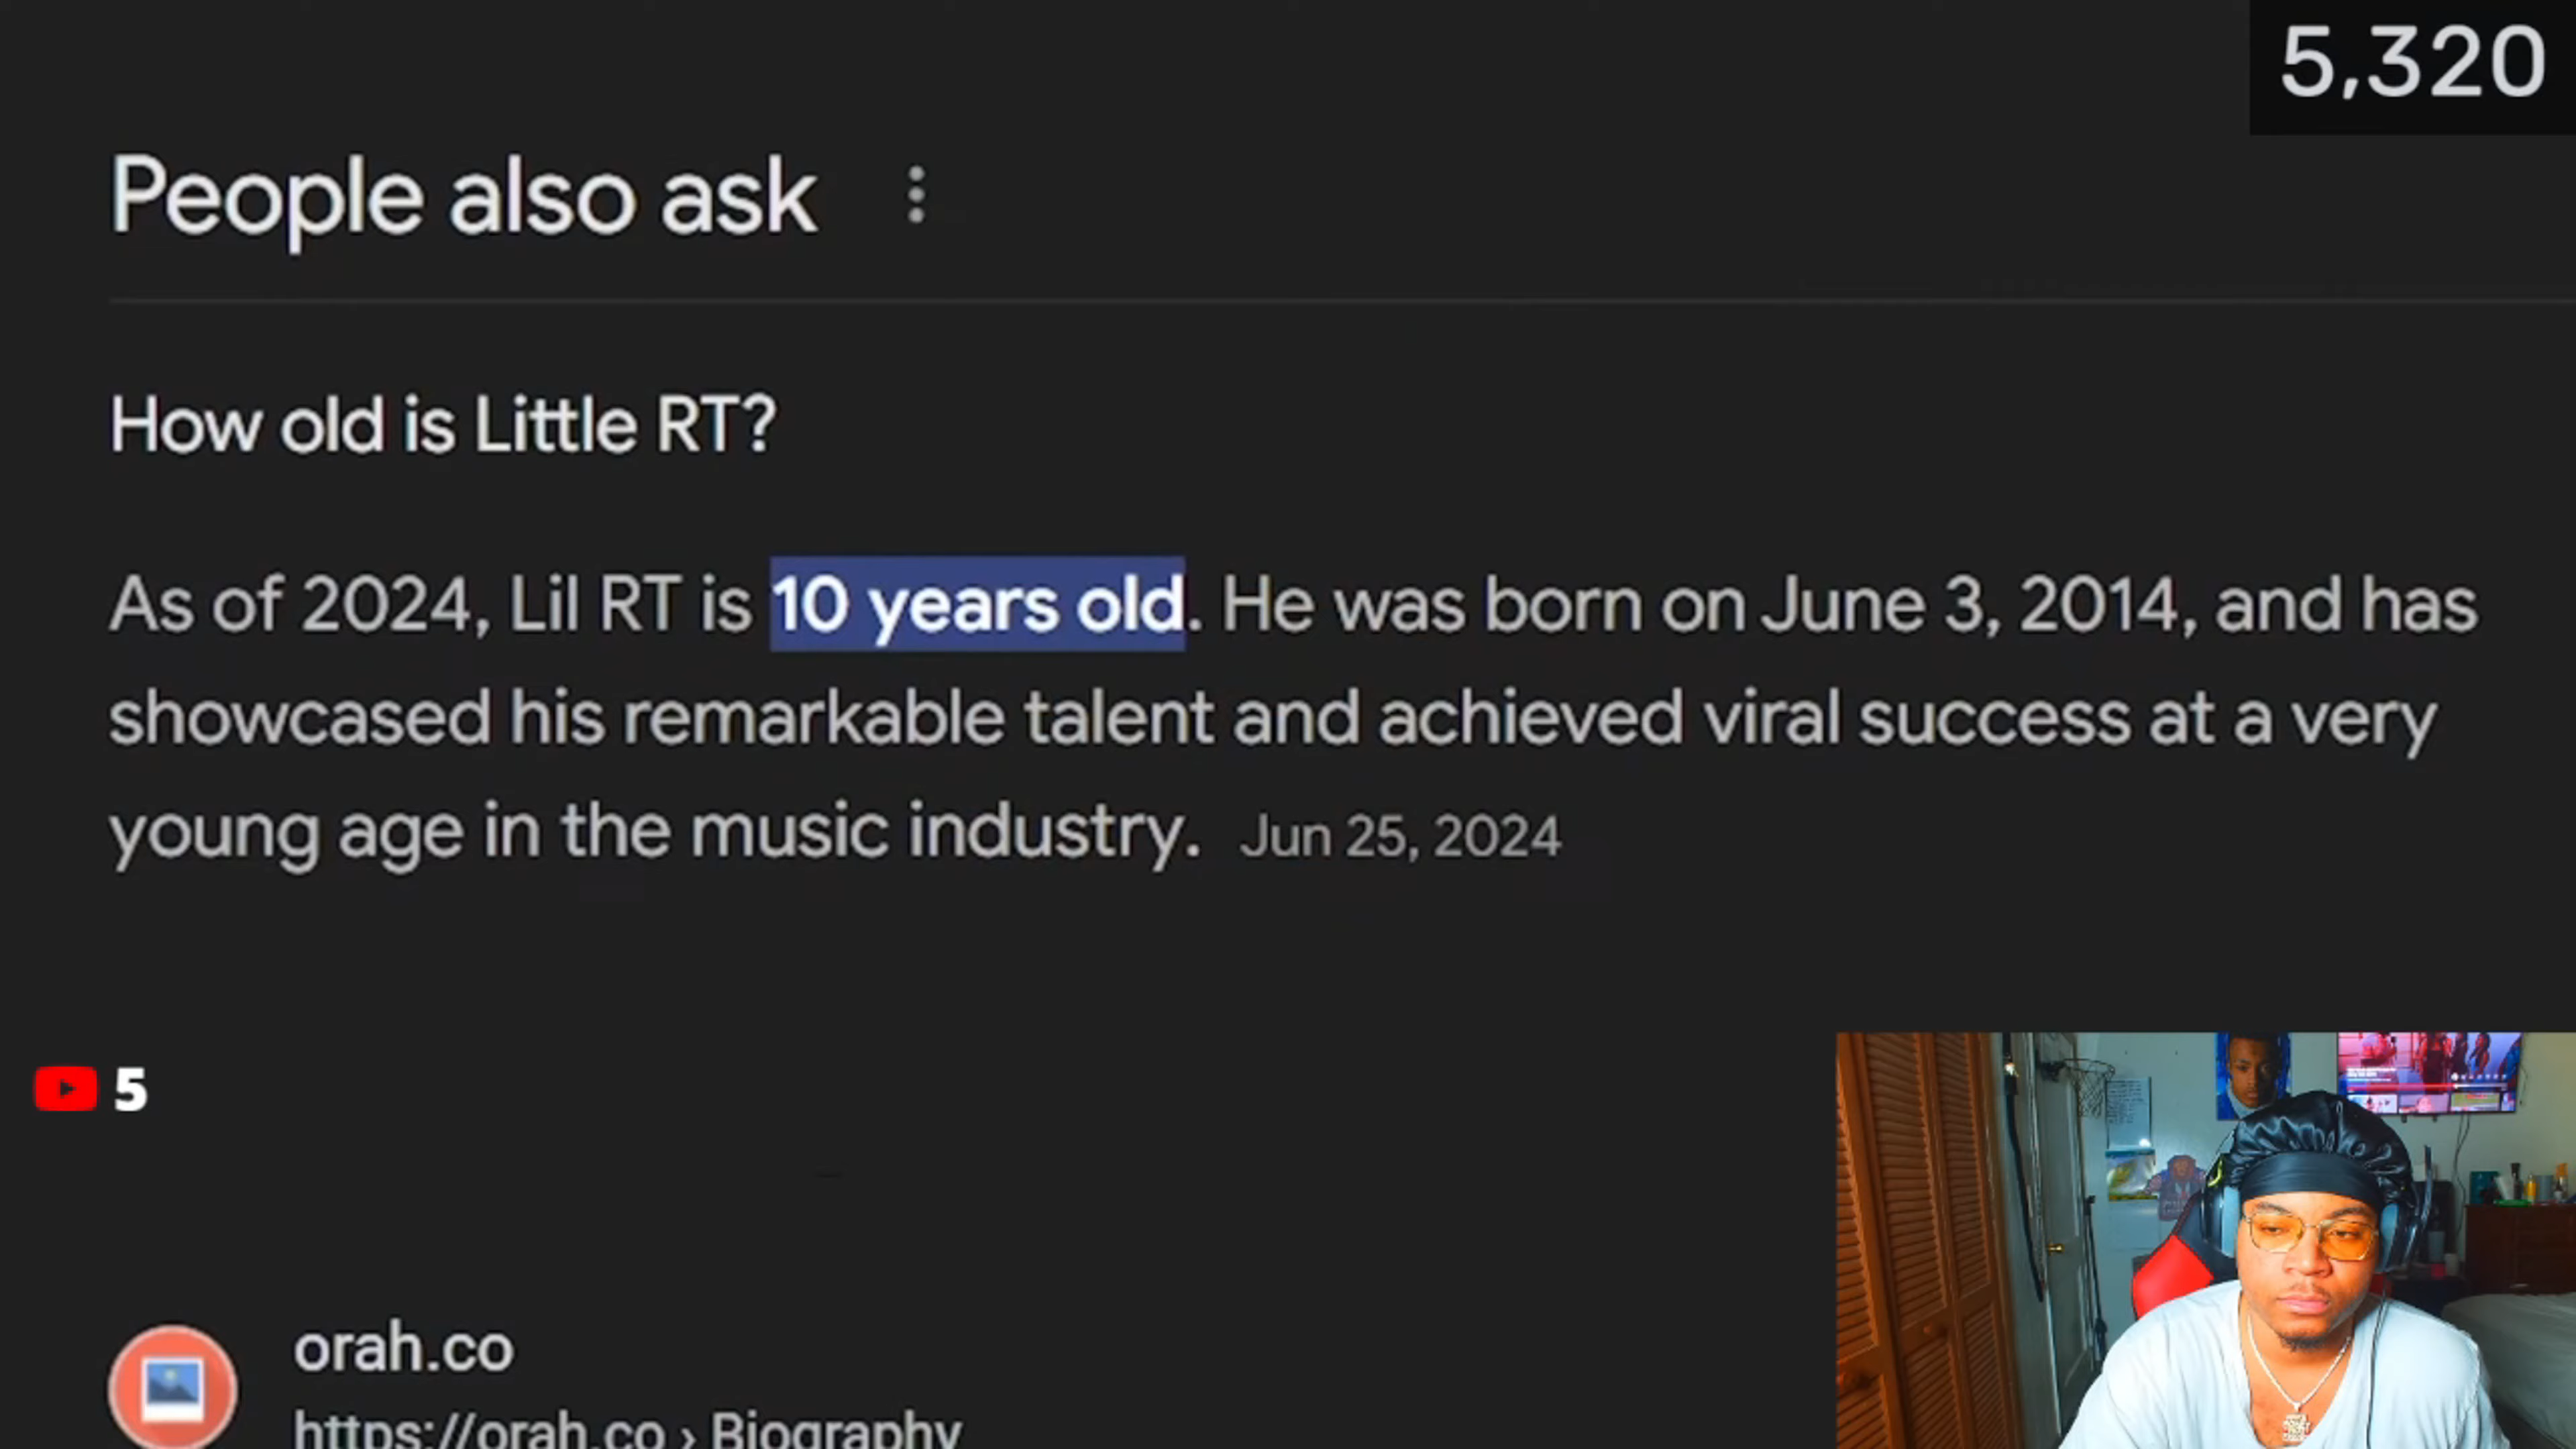 5,320
People also ask
How old is Little RT?
As of 2024, Lil RT is 10 years old. He was born on June 3, 2014, and has
showcased his remarkable talent and achieved viral success at a very
young age in the music industry. Jun 25, 2024
5
orah.co
https://orah.co › Biography